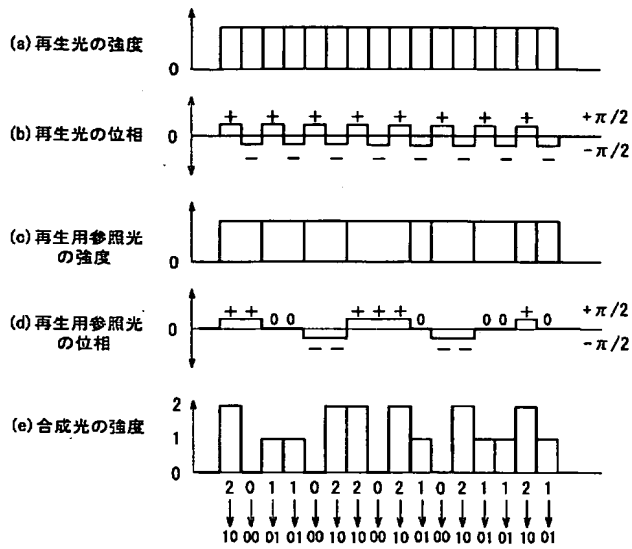 (a)再生光の強度
0
(b)再生光の位相
0
+ + + + + + + +
+π/2
-π/2
− − − − − − − −
(c)再生用参照光
の強度
0
(d)再生用参照光
の位相
0
+ + 0 0 + + + 0 0 0 + 0
+π/2
-π/2
− − − −
(e)合成光の強度
2
1
0
2 0 1 1 0 2 2 0 2 1 0 2 1 1 2 1
10 00 01 01 00 10 10 00 10 01 00 10 01 01 10 01